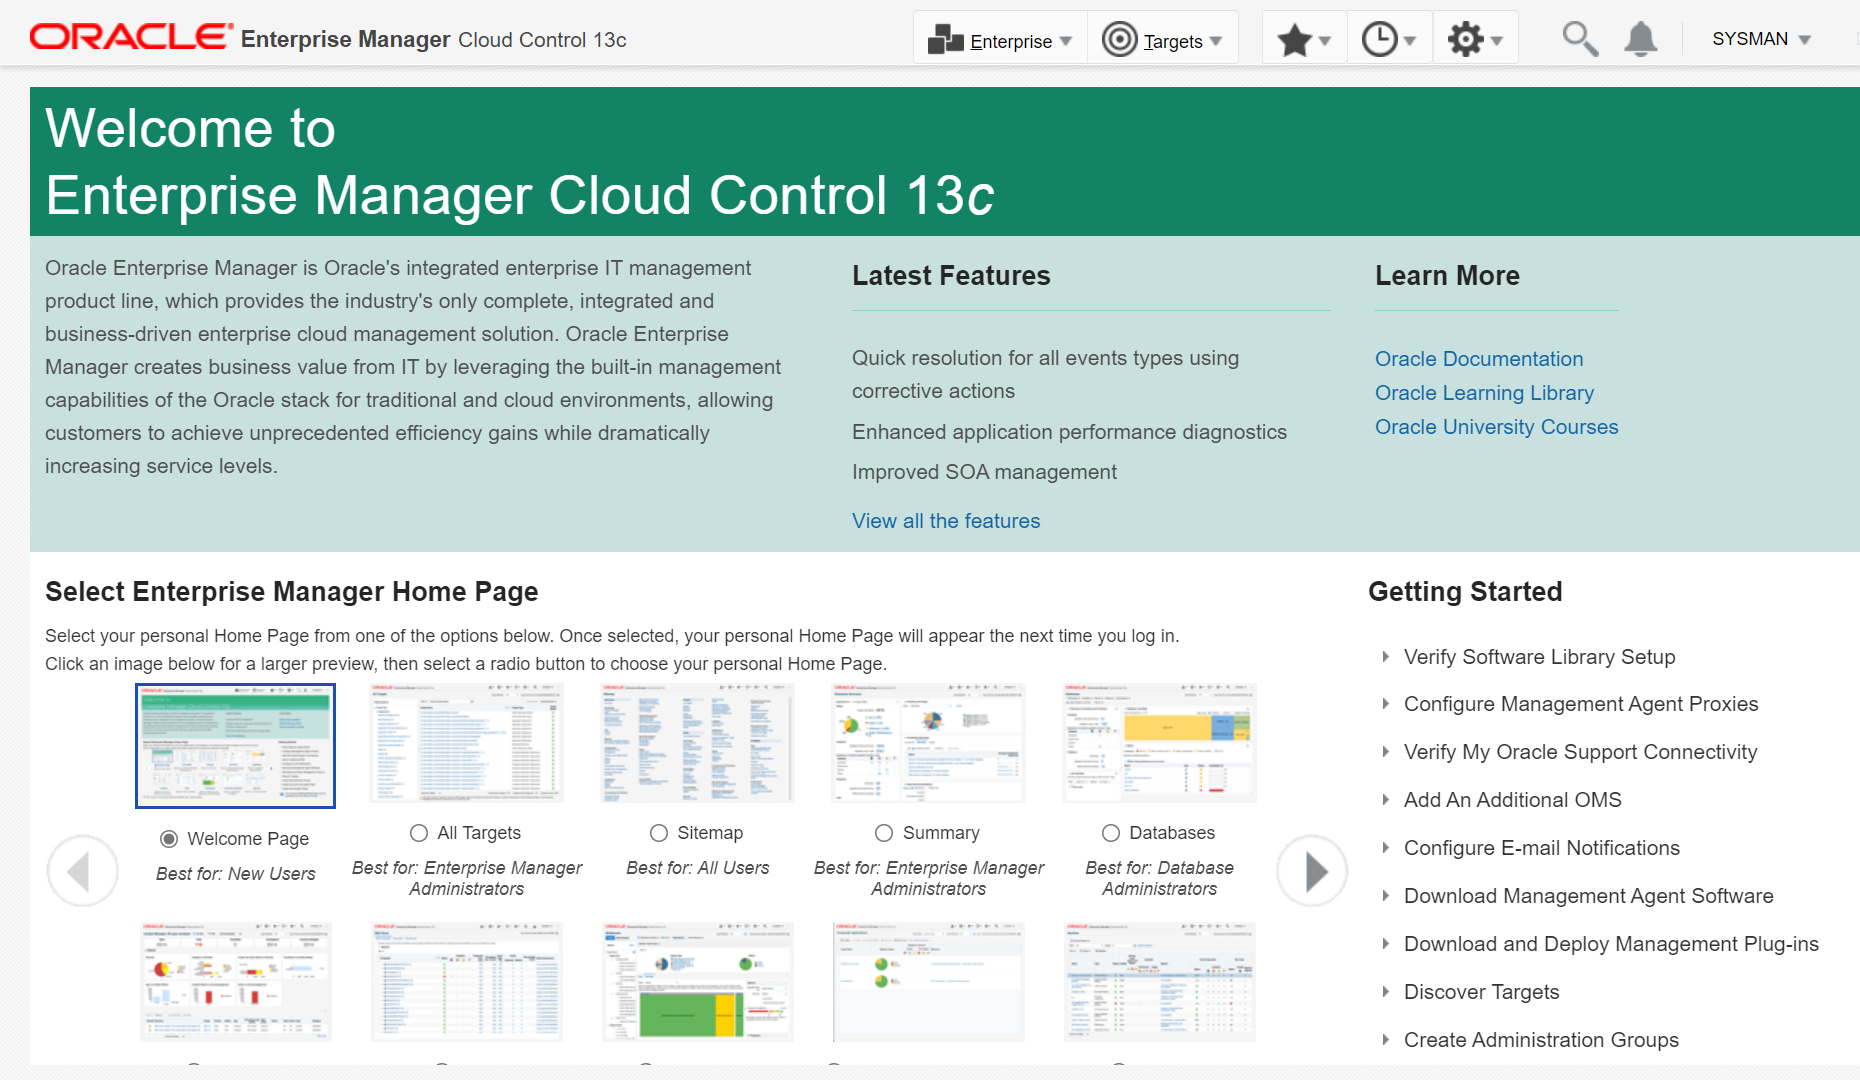 ORACLE Enterprise Manager Cloud Control 13c
Enterprise
Targets
SYSMAN
Welcome to
Enterprise Manager Cloud Control 13c
Oracle Enterprise Manager is Oracle's integrated enterprise IT management
product line, which provides the industry's only complete, integrated and
business-driven enterprise cloud management solution. Oracle Enterprise
Manager creates business value from IT by leveraging the built-in management
capabilities of the Oracle stack for traditional and cloud environments, allowing
customers to achieve unprecedented efficiency gains while dramatically
increasing service levels.
Latest Features
Quick resolution for all events types using
corrective actions
Enhanced application performance diagnostics
Improved SOA management
View all the features
Learn More
Oracle Documentation
Oracle Learning Library
Oracle University Courses
Select Enterprise Manager Home Page
Select your personal Home Page from one of the options below. Once selected, your personal Home Page will appear the next time you log in.
Click an image below for a larger preview, then select a radio button to choose your personal Home Page.
Welcome Page
Best for: New Users
All Targets
Best for: Enterprise Manager
Administrators
Sitemap
Best for: All Users
Summary
Best for: Enterprise Manager
Administrators
Databases
Best for: Database
Administrators
Getting Started
Verify Software Library Setup
Configure Management Agent Proxies
Verify My Oracle Support Connectivity
Add An Additional OMS
Configure E-mail Notifications
Download Management Agent Software
Download and Deploy Management Plug-ins
Discover Targets
Create Administration Groups